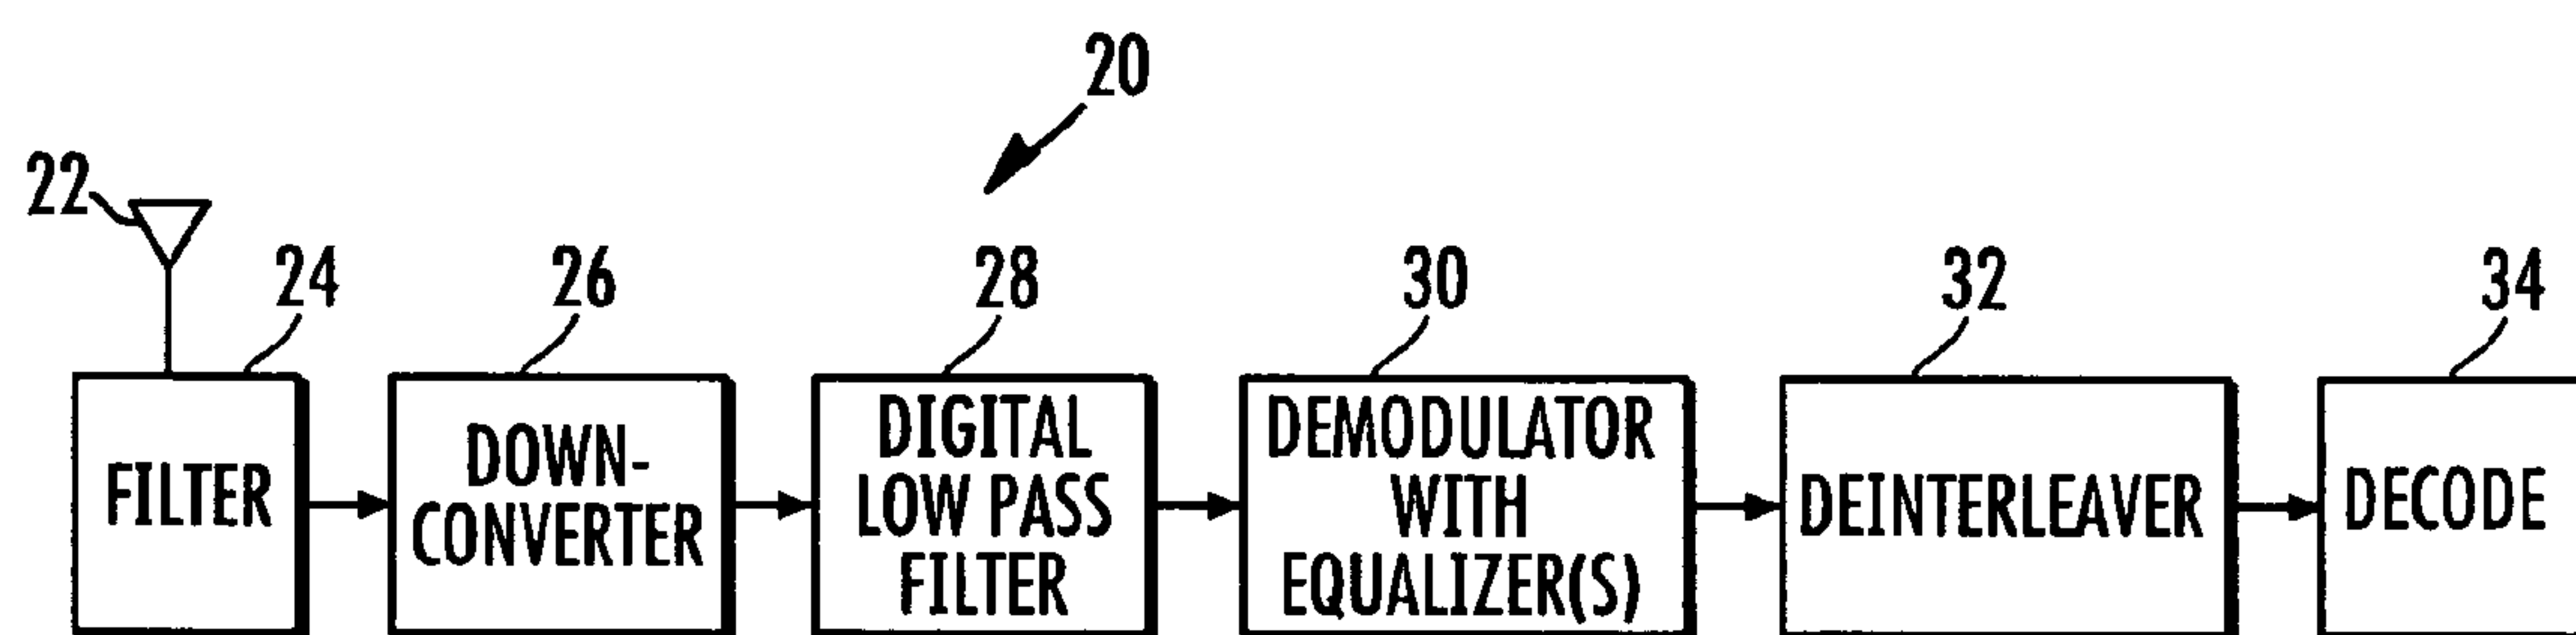 20
22
24
26
28
30
32
34
FILTER
DOWN-
CONVERTER
DIGITAL
LOW PASS
FILTER
DEMODULATOR
WITH
EQUALIZER(S)
DEINTERLEAVER
DECODE